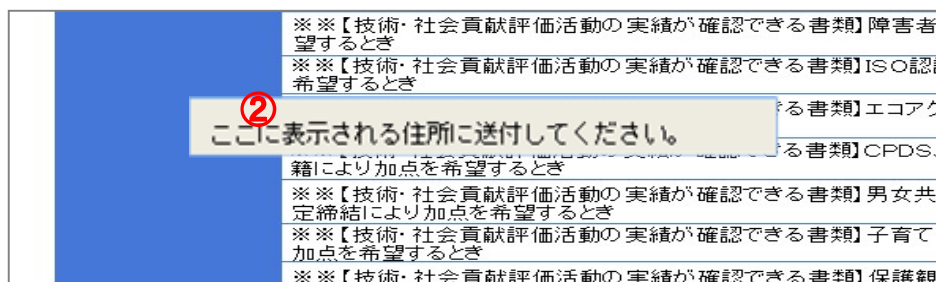 ※※【技術・社会貢献評価活動の実績が確認できる書類】障害者
望するとき
※※【技術・社会貢献評価活動の実績が確認できる書類】ISO認
希望するとき
②
る書類】エコアク
ここに表示される住所に送付してください。
る書類】CPDS、
籍により加点を希望するとき
※※【技術・社会貢献評価活動の実績が確認できる書類】男女共
定締結により加点を希望するとき
※※【技術・社会貢献評価活動の実績が確認できる書類】子育て
加点を希望するとき
※※【技術・社会貢献評価活動の実績が確認できる書類】保護観